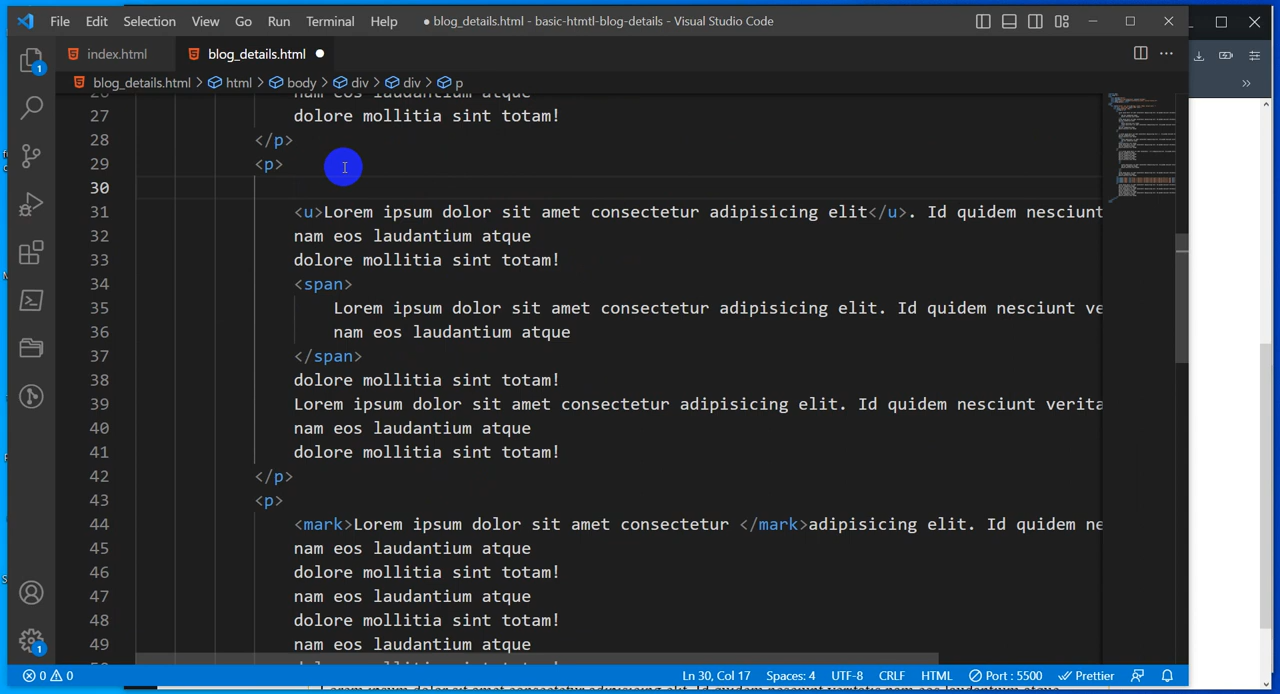 File Edit Selection View Go Run Terminal Help ● blog_details.html - basic-htmtl-blog-details - Visual Studio Code
index.html blog_details.html
blog_details.html > html > body > div > div > p
nam eos laudantium atque
27 dolore mollitia sint totam!
28 </p>
29 <p>
30
31 <u>Lorem ipsum dolor sit amet consectetur adipisicing elit</u>. Id quidem nesciunt
32 nam eos laudantium atque
33 dolore mollitia sint totam!
34 <span>
35 Lorem ipsum dolor sit amet consectetur adipisicing elit. Id quidem nesciunt ve
36 nam eos laudantium atque
37 </span>
38 dolore mollitia sint totam!
39 Lorem ipsum dolor sit amet consectetur adipisicing elit. Id quidem nesciunt verita
40 nam eos laudantium atque
41 dolore mollitia sint totam!
42 </p>
43 <p>
44 <mark>Lorem ipsum dolor sit amet consectetur </mark>adipisicing elit. Id quidem ne
45 nam eos laudantium atque
46 dolore mollitia sint totam!
47 nam eos laudantium atque
48 dolore mollitia sint totam!
49 nam eos laudantium atque
1
1
0 0 Ln 30, Col 17 Spaces: 4 UTF-8 CRLF HTML Port : 5500 Prettier